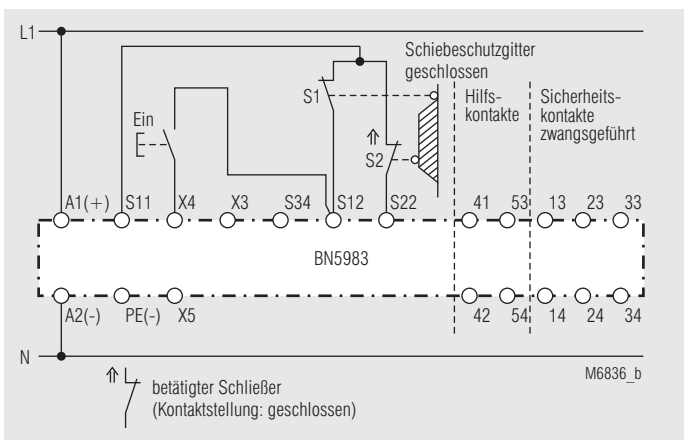 L1
Schiebeschutzgitter
geschlossen
S1
Hilfs-
kontakte
Sicherheits-
kontakte
zwangsgeführt
Ein
⇑
S2
A1(+) S11 X4 X3 S34 S12 S22 41 53 13 23 33
BN5983
A2(-) PE(-) X5 42 54 14 24 34
N
M6836_b
⇑ betätigter Schließer
(Kontaktstellung: geschlossen)